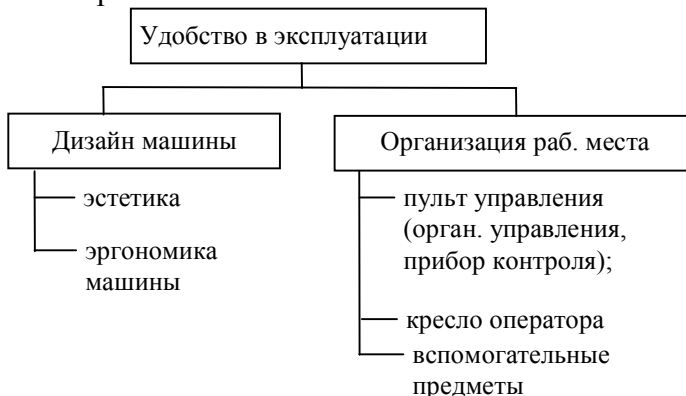 Удобство в эксплуатации
Дизайн машины
эстетика
эргономика
машины
Организация раб. места
пульт управления
(орган. управления,
прибор контроля);
кресло оператора
вспомогательные
предметы